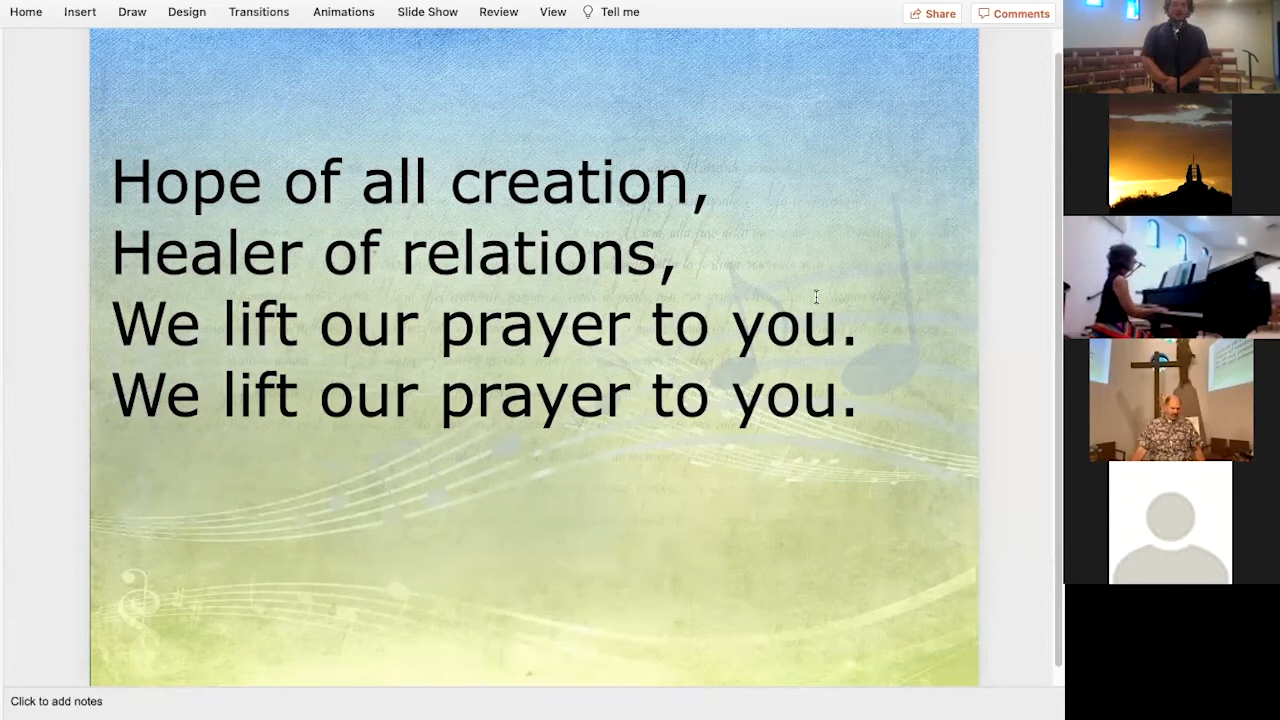 Home Insert Draw Design Transitions Animations Slide Show Review View Tell me Share Comments
Hope of all creation,
Healer of relations,
We lift our prayer to you.
We lift our prayer to you.
Click to add notes